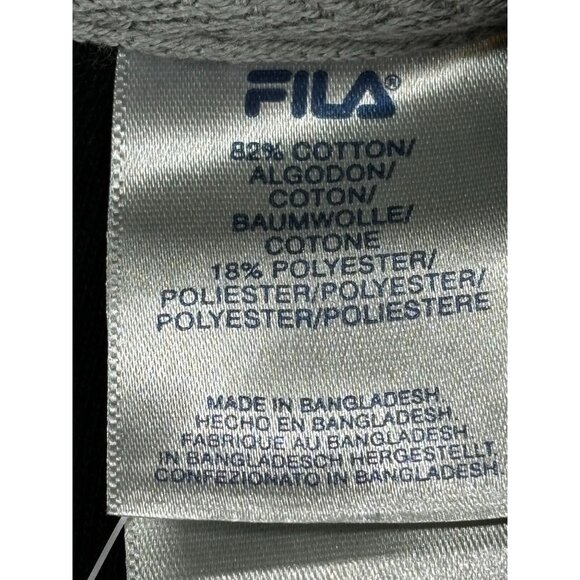 FILA®
82% COTTON/
ALGODON/
COTON/
BAUMWOLLE/
COTONE
18% POLYESTER/
POLIESTER/POLYESTER/
POLYESTER/POLIESTERE
MADE IN BANGLADESH
HECHO EN BANGLADESH
FABRIQUE AU BANGLADESH
IN BANGLADESCH HERGESTELLT
CONFEZIONATO IN BANGLADESH